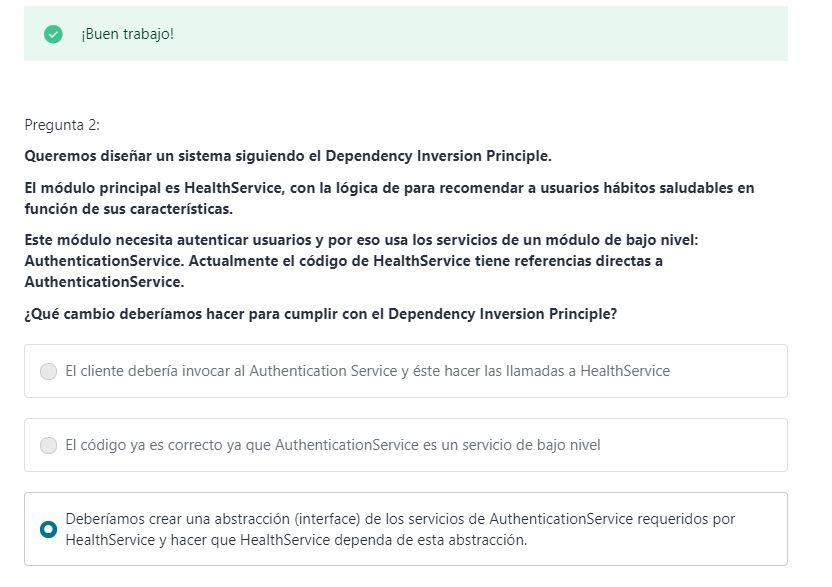 ¡Buen trabajo!
Pregunta 2:
Queremos diseñar un sistema siguiendo el Dependency Inversion Principle.
El módulo principal es HealthService, con la lógica de para recomendar a usuarios hábitos saludables en
función de sus características.
Este módulo necesita autenticar usuarios y por eso usa los servicios de un módulo de bajo nivel:
AuthenticationService. Actualmente el código de HealthService tiene referencias directas a
AuthenticationService.
¿Qué cambio deberíamos hacer para cumplir con el Dependency Inversion Principle?
El cliente debería invocar al Authentication Service y éste hacer las llamadas a HealthService
El código ya es correcto ya que AuthenticationService es un servicio de bajo nivel
Deberíamos crear una abstracción (interface) de los servicios de AuthenticationService requeridos por
HealthService y hacer que HealthService dependa de esta abstracción.